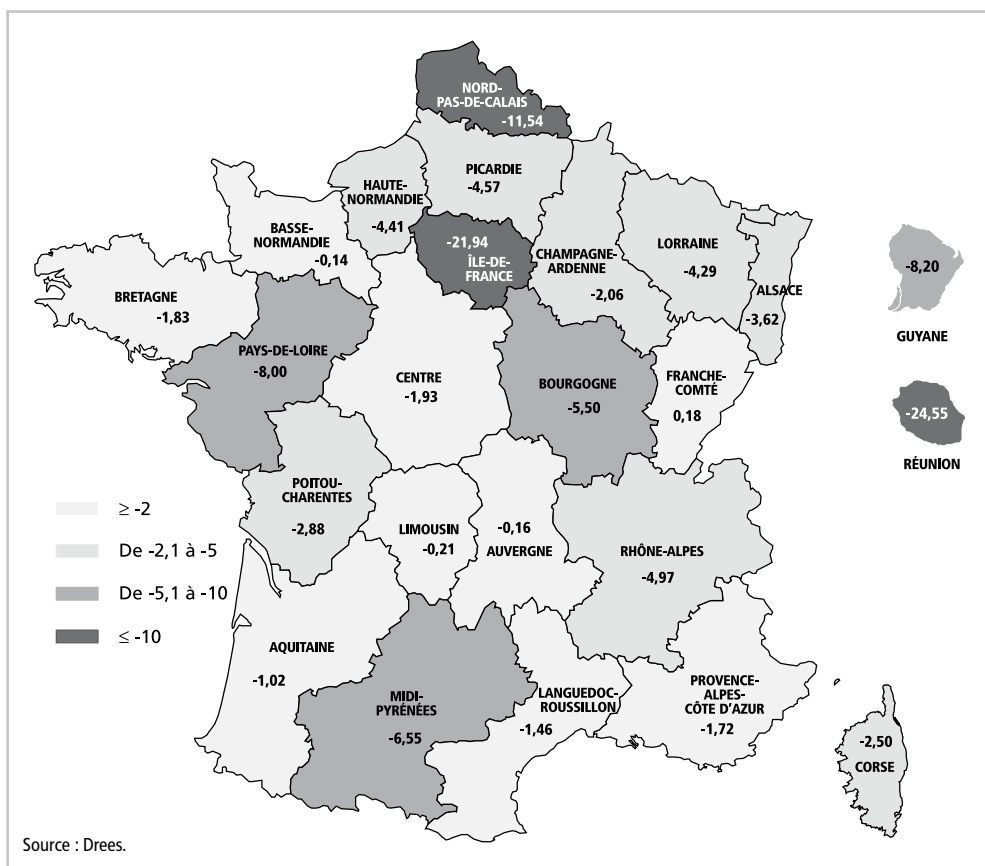 NORD-
PAS-DE-CALAIS
-11,54
PICARDIE
-4,57
HAUTE-
NORMANDIE
-4,41
BASSE-
NORMANDIE
-0,14
-21,94
ÎLE-DE-
FRANCE
CHAMPAGNE-
ARDENNE
-2,06
LORRAINE
-4,29
ALSACE
-3,62
BRETAGNE
-1,83
PAYS-DE-LOIRE
-8,00
CENTRE
-1,93
BOURGOGNE
-5,50
FRANCHE-
COMTÉ
0,18
-8,20
GUYANE
-24,55
RÉUNION
POITOU-
CHARENTES
-2,88
LIMOUSIN
-0,21
-0,16
AUVERGNE
RHÔNE-ALPES
-4,97
≥ -2
De -2,1 à -5
De -5,1 à -10
≤ -10
AQUITAINE
-1,02
MIDI-
PYRÉNÉES
-6,55
LANGUEDOC-
ROUSSILLON
-1,46
PROVENCE-
ALPES-
CÔTE D'AZUR
-1,72
-2,50
CORSE
Source : Drees.